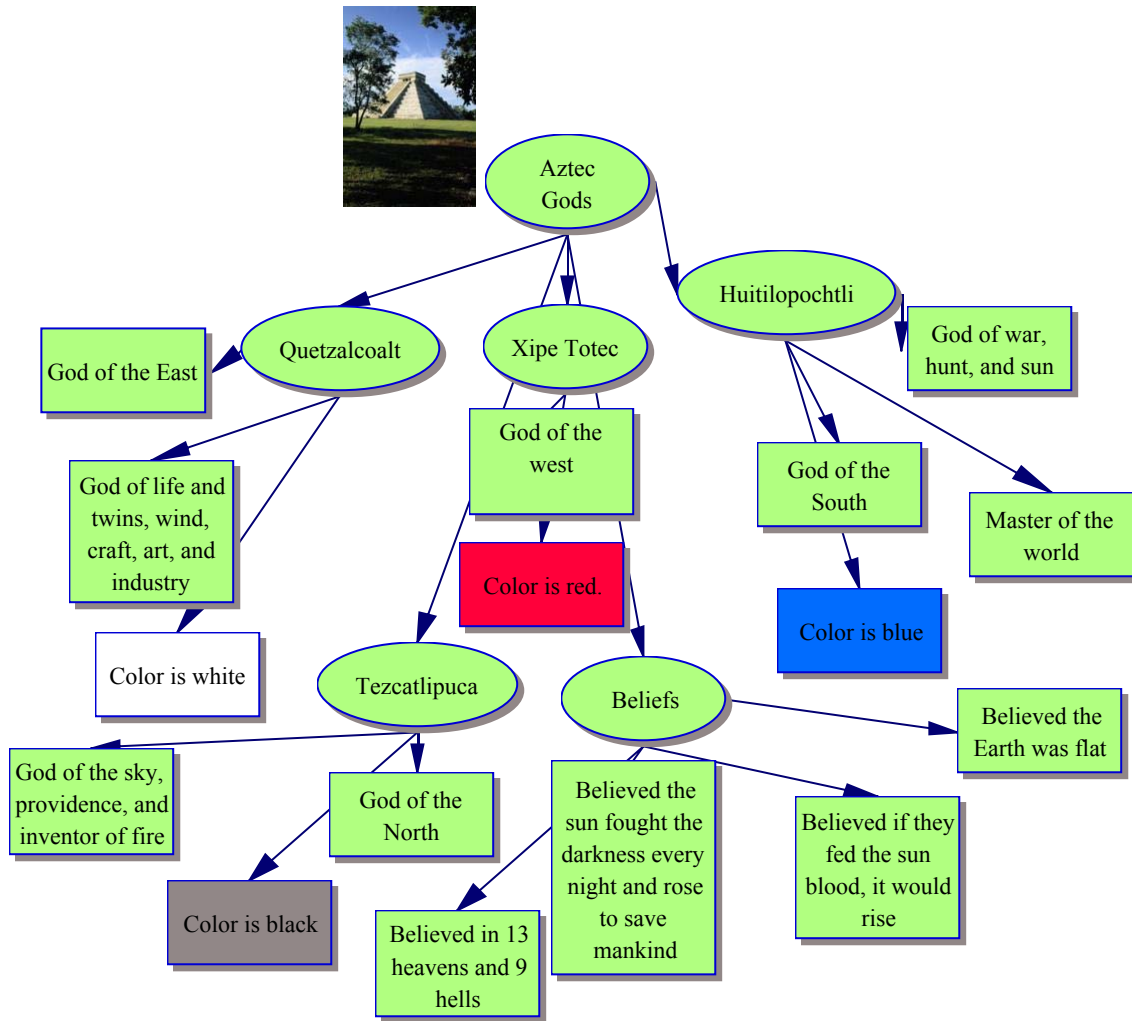 Aztec
Gods
Huitilopochtli
Quetzalcoalt
Xipe Totec
God of war,
hunt, and sun
God of the East
God of the
west
God of life and
twins, wind,
craft, art, and
industry
God of the
South
Master of the
world
Color is red.
Color is blue
Color is white
Tezcatlipuca
Beliefs
Believed the
Earth was flat
God of the sky,
providence, and
inventor of fire
God of the
North
Believed the
sun fought the
darkness every
night and rose
to save
mankind
Believed if they
fed the sun
blood, it would
rise
Color is black
Believed in 13
heavens and 9
hells